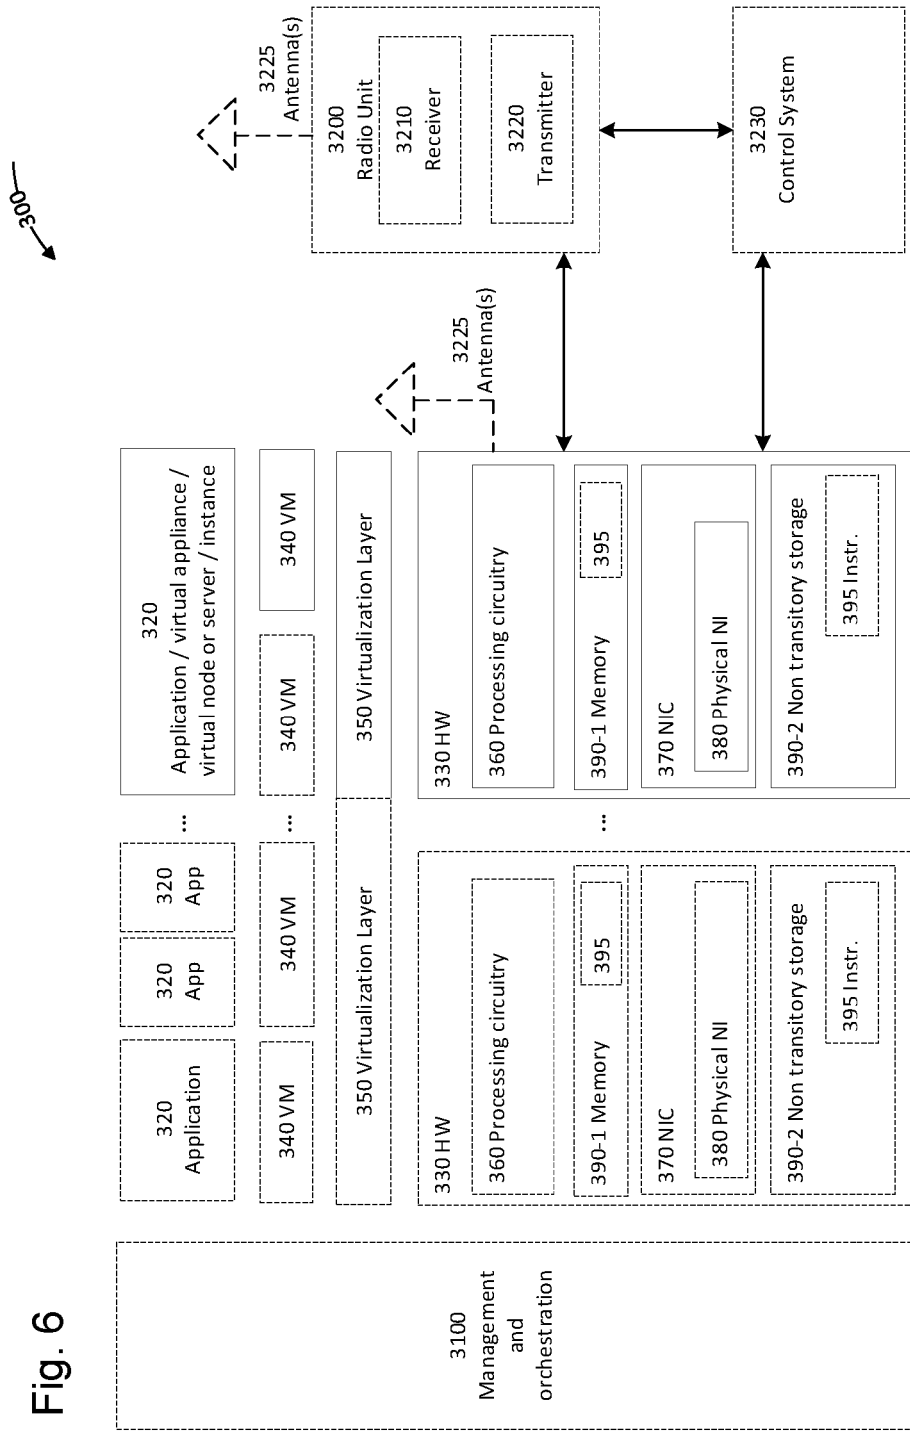 Fig. 6
300
3100
Management
and
orchestration
320
Application
320
App
320
App
...
320
Application / virtual appliance /
virtual node or server / instance
340 VM
340 VM
...
340 VM
340 VM
350 Virtualization Layer
350 Virtualization Layer
330 HW
360 Processing circuitry
390-1 Memory
395
370 NIC
380 Physical NI
390-2 Non transitory storage
395 Instr.
...
330 HW
360 Processing circuitry
390-1 Memory
395
370 NIC
380 Physical NI
390-2 Non transitory storage
395 Instr.
3225
Antenna(s)
3225
Antenna(s)
3200
Radio Unit
3210
Receiver
3220
Transmitter
3230
Control System